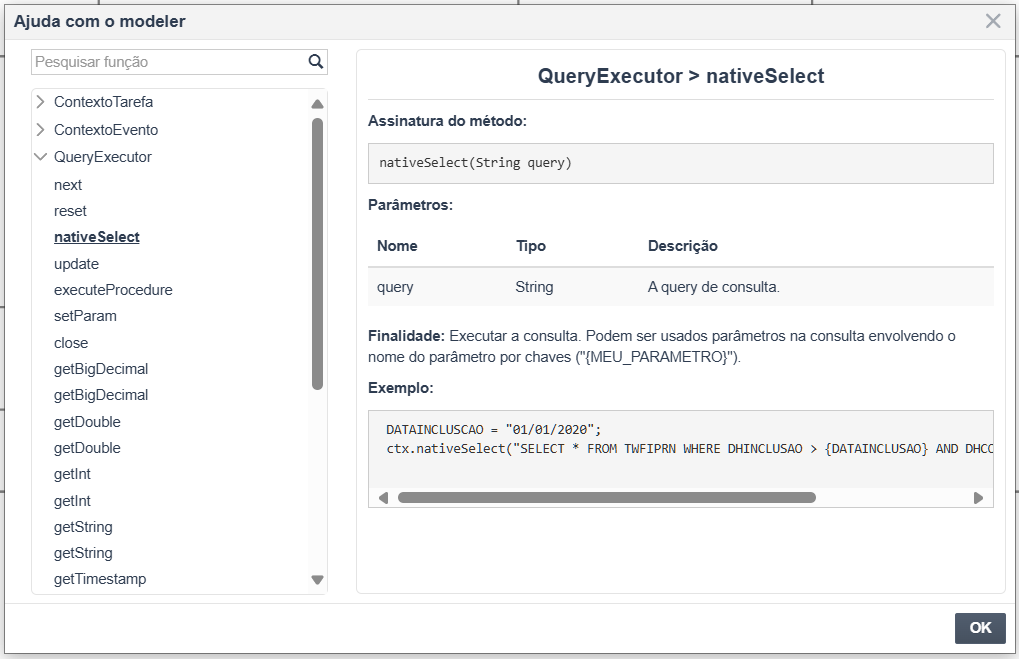 Ajuda com o modeler
Pesquisar função
ContextoTarefa
ContextoEvento
QueryExecutor
next
reset
nativeSelect
update
executeProcedure
setParam
close
getBigDecimal
getBigDecimal
getDouble
getDouble
getInt
getInt
getString
getString
getTimestamp
QueryExecutor > nativeSelect
Assinatura do método:
nativeSelect(String query)
Parâmetros:
Nome Tipo Descrição
query String A query de consulta.
Finalidade: Executar a consulta. Podem ser usados parâmetros na consulta envolvendo o
nome do parâmetro por chaves ("{MEU_PARAMETRO}").
Exemplo:
DATAINCLUSCAO = "01/01/2020";
ctx.nativeSelect("SELECT * FROM TWFIPRN WHERE DHINCLUSAO > {DATAINCLUSAO} AND DHCC
OK